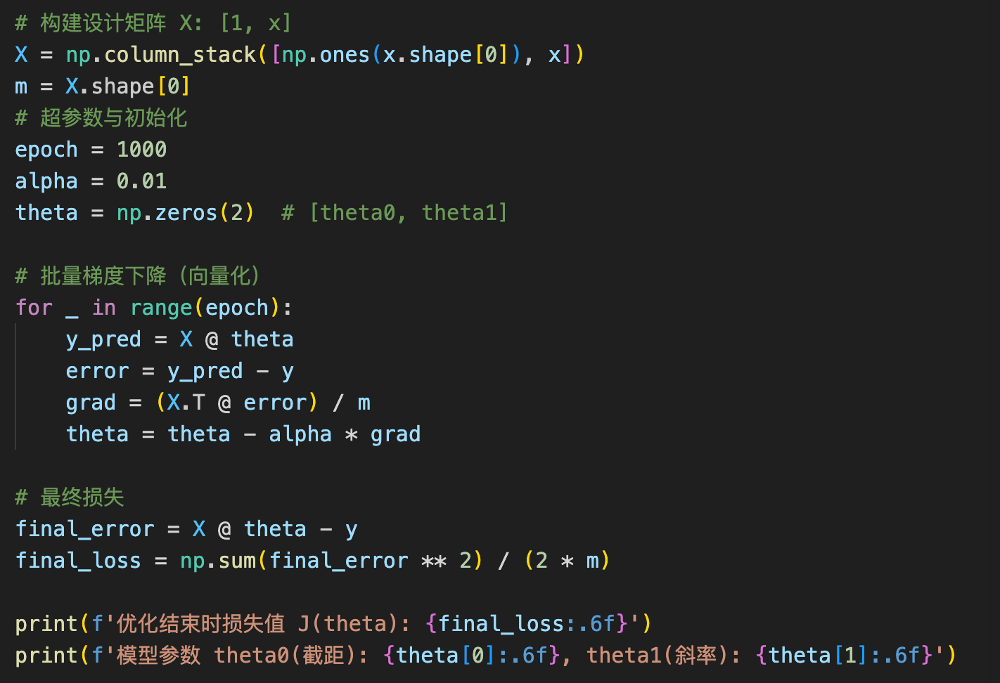 # 构建设计矩阵 X: [1, x]
X = np.column_stack([np.ones(x.shape[0]), x])
m = X.shape[0]
# 超参数与初始化
epoch = 1000
alpha = 0.01
theta = np.zeros(2)  # [theta0, theta1]

# 批量梯度下降（向量化）
for _ in range(epoch):
    y_pred = X @ theta
    error = y_pred - y
    grad = (X.T @ error) / m
    theta = theta - alpha * grad

# 最终损失
final_error = X @ theta - y
final_loss = np.sum(final_error ** 2) / (2 * m)

print(f'优化结束时损失值 J(theta): {final_loss:.6f}')
print(f'模型参数 theta0(截距): {theta[0]:.6f}, theta1(斜率): {theta[1]:.6f}')